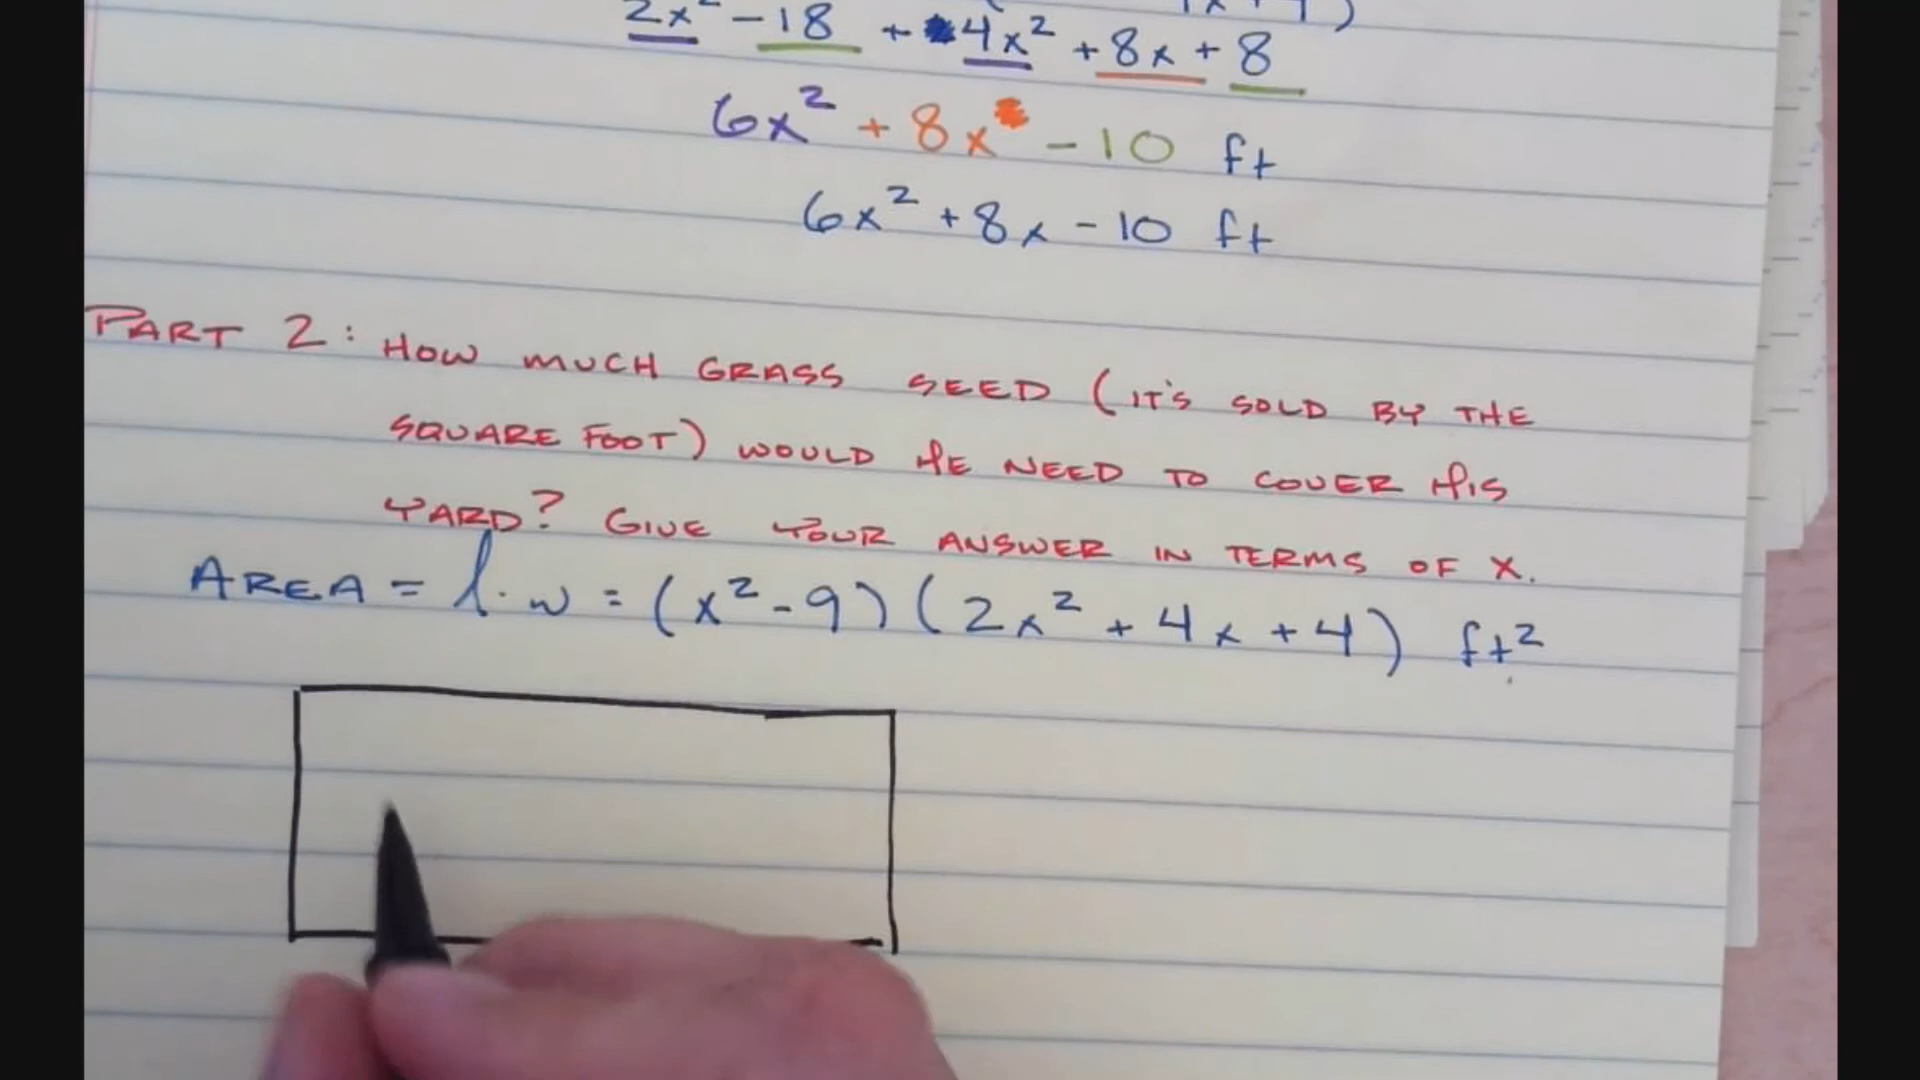 2x² - 18 + 4x² + 8x + 8
6x² + 8x - 10 ft
6x² + 8x - 10 ft
PART 2: HOW MUCH GRASS SEED (IT'S SOLD BY THE
SQUARE FOOT) WOULD HE NEED TO COVER HIS
YARD? GIVE YOUR ANSWER IN TERMS OF X.
AREA = l·w = (x² - 9)(2x² + 4x + 4) ft²